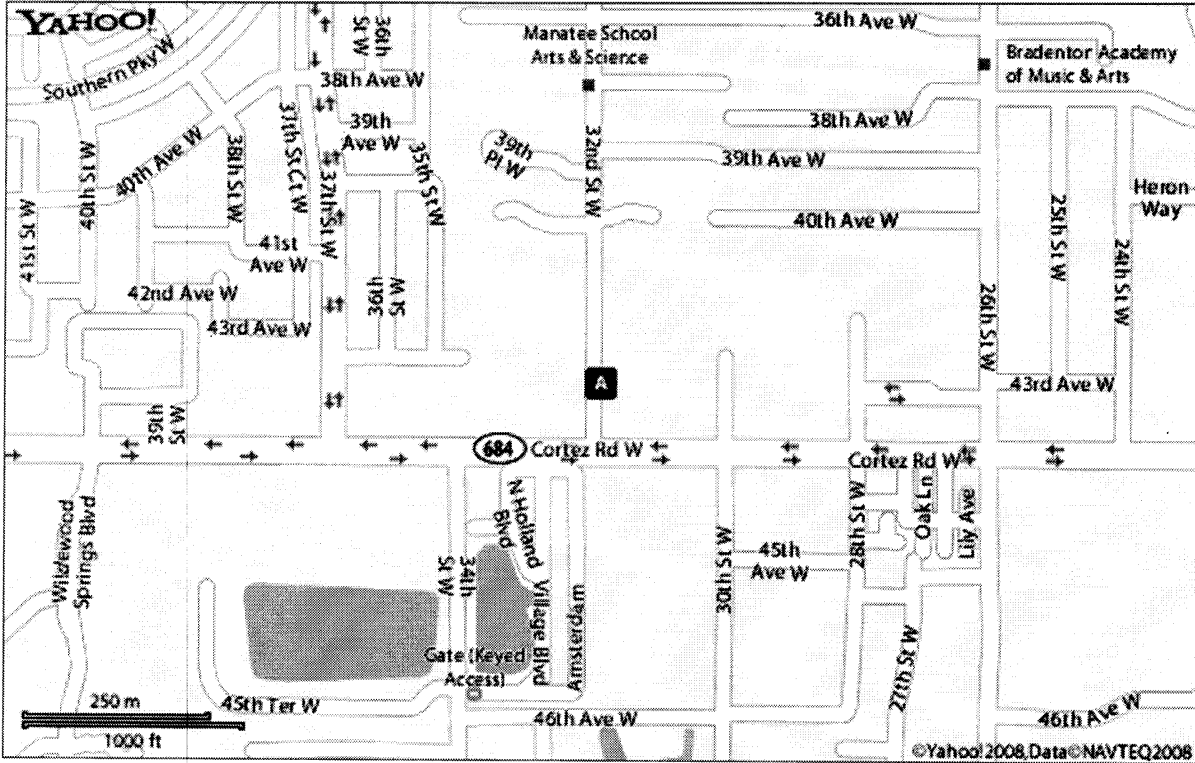 YAHOO!
36th
St W
36th Ave W
Manatee School
Arts & Science
Bradentor Academy
of Music & Arts
Southern Pky W
38th Ave W
37th St Ct W
38th Ave W
39th
Ave W
40th Ave W
38th St W
37th St W
35th St W
39th
Pl W
32nd St W
39th Ave W
40th St W
Heron
Way
41st St W
40th Ave W
25th St W
24th St W
41st
Ave W
42nd Ave W
36th
St W
26th St W
43rd Ave W
A
43rd Ave W
39th
St W
684
Cortez Rd W
Cortez Rd W
Wildewood
Springs Blvd
N Holland
Blvd
Oak Ln
Lily Ave
28th St W
34th
St W
45th
Ave W
30th St W
Village Blvd
Amsterdam
Gate (Keyed
Access)
27th St W
250 m
45th Ter W
46th Ave W
46th Ave W
1000 ft
©Yahoo! 2008, Data©NAVTEQ2008